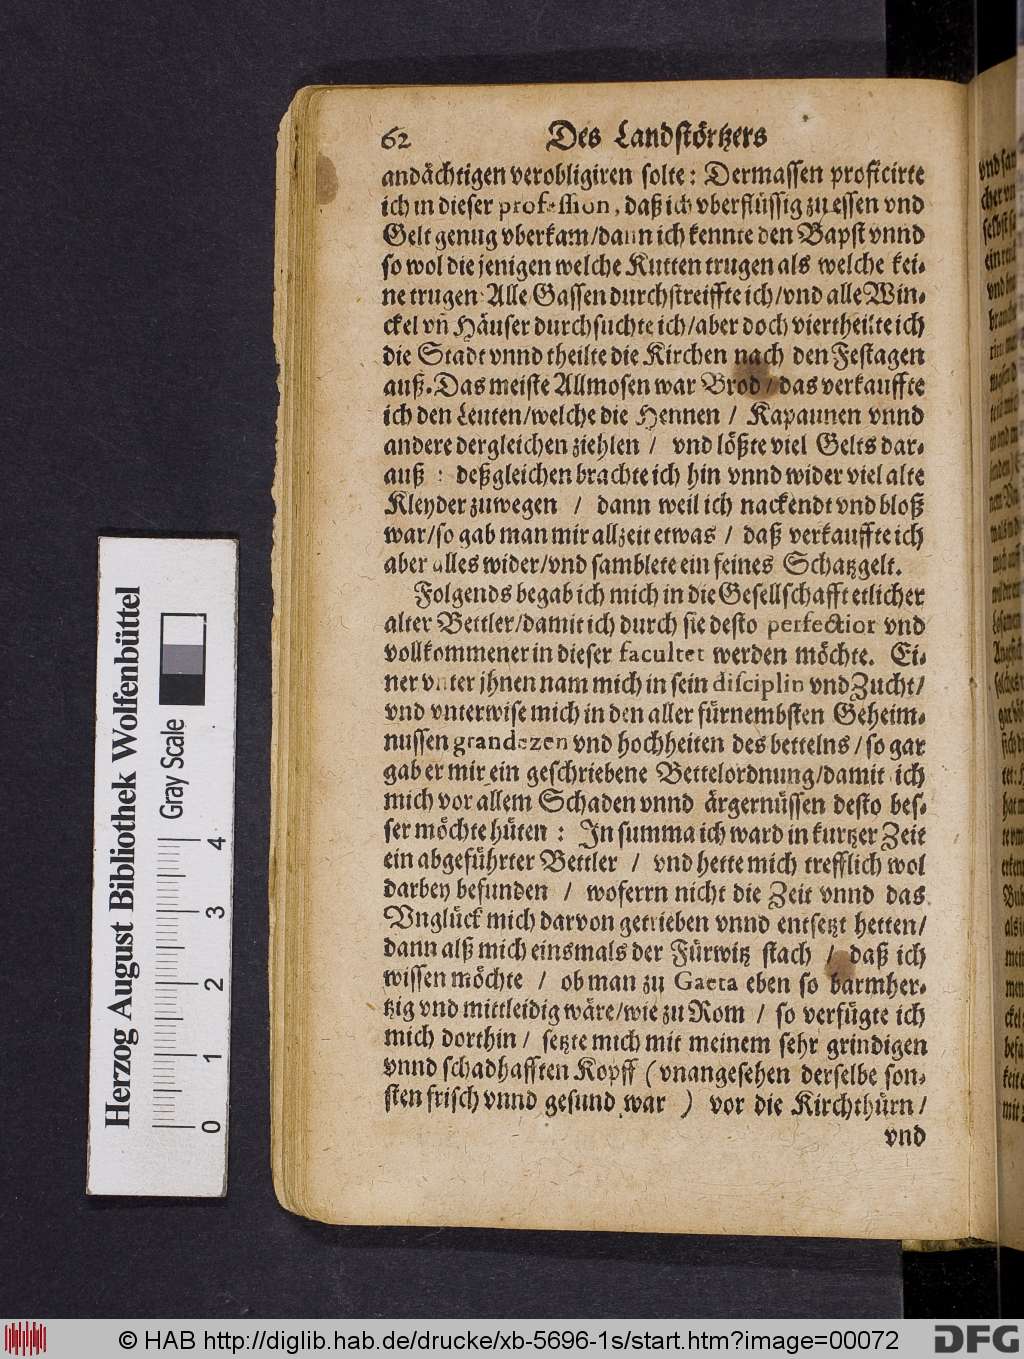 62 Des Landstörtzers
andächtigen verobligiren solte: Dermassen proficirte
ich in dieser profession, daß ich vberflüssig zu essen vnd
Gelt genug vberkam/dann ich kennte den Bapst vnnd
so wol die jenigen welche Kutten trugen als welche kei-
ne trugen Alle Gassen durchstreiffte ich/vnd alle Win-
ckel vñ Häuser durchsuchte ich/aber doch viertheilte ich
die Stadt vnnd theilte die Kirchen nach den Festagen
auß. Das meiste Allmosen war Brod/das verkauffte
ich den Leuten/welche die Hennen / Kapaunen vnnd
andere dergleichen ziehlen / vnd lößte viel Gelts dar-
auß : deßgleichen brachte ich hin vnnd wider viel alte
Kleyder zuwegen / dann weil ich nackendt vnd bloß
war/so gab man mir allzeit etwas / daß verkauffte ich
aber alles wider/vnd samblete ein feines Schatzgelt.
Folgends begab ich mich in die Gesellschafft etlicher
alter Bettler/damit ich durch sie desto perfectior vnd
vollkommener in dieser facultet werden möchte. Ei-
ner vnter jhnen nam mich in sein disciplin vnd Zucht/
vnd vnterwise mich in den aller fürnembsten Geheim-
nussen grandezen vnd hochheiten des bettelns/so gar
gab er mir ein geschriebene Bettelordnung/damit ich
mich vor allem Schaden vnnd ärgernüssen desto bes-
ser möchte hüten : In summa ich ward in kurtzer Zeit
ein abgeführter Bettler / vnd hette mich trefflich wol
darbey befunden / woferrn nicht die Zeit vnnd das
Vnglück mich darvon getrieben vnnd entsetzt hetten/
dann alß mich einsmals der Fürwitz stach / daß ich
wissen möchte / ob man zu Gaeta eben so barmher-
tzig vnd mittleidig wäre/wie zu Rom / so verfügte ich
mich dorthin / setzte mich mit meinem sehr grindigen
vnnd schadhafften Kopff (vnangesehen derselbe son-
sten frisch vnnd gesund war ) vor die Kirchthürn/
vnd
Herzog August Bibliothek Wolfenbüttel
Gray Scale
0 1 2 3 4
© HAB http://diglib.hab.de/drucke/xb-5696-1s/start.htm?image=00072
DFG